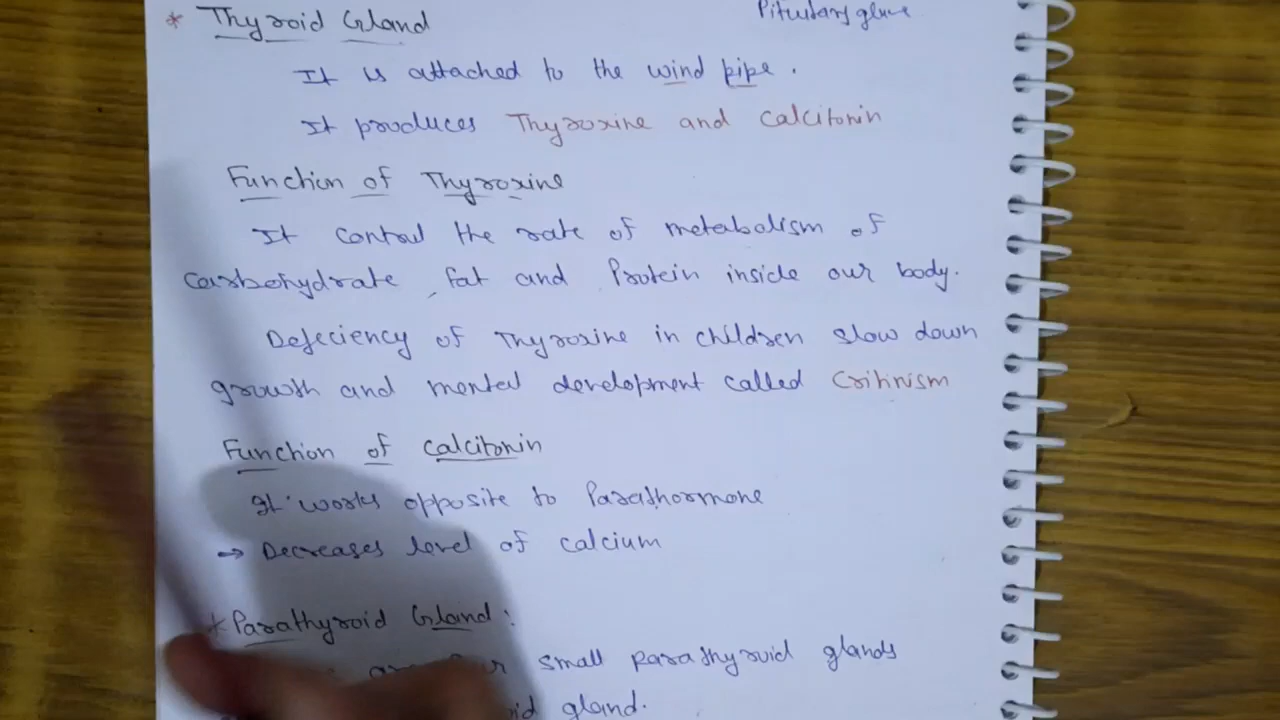 Pituitary glan
* Thyroid Gland
It is attached to the wind pipe.
It produces Thyroxine and Calcitonin
Function of Thyroxine
It control the rate of metabolism of
carbohydrate, fat and Protein inside our body.
Defeciency of Thyroxine in children slow down
growth and mental development called Critinism
Function of Calcitonin
It works opposite to Parathormone
→ Decreases level of calcium
* Parathyroid Gland:
small parathyroid glands
gland.